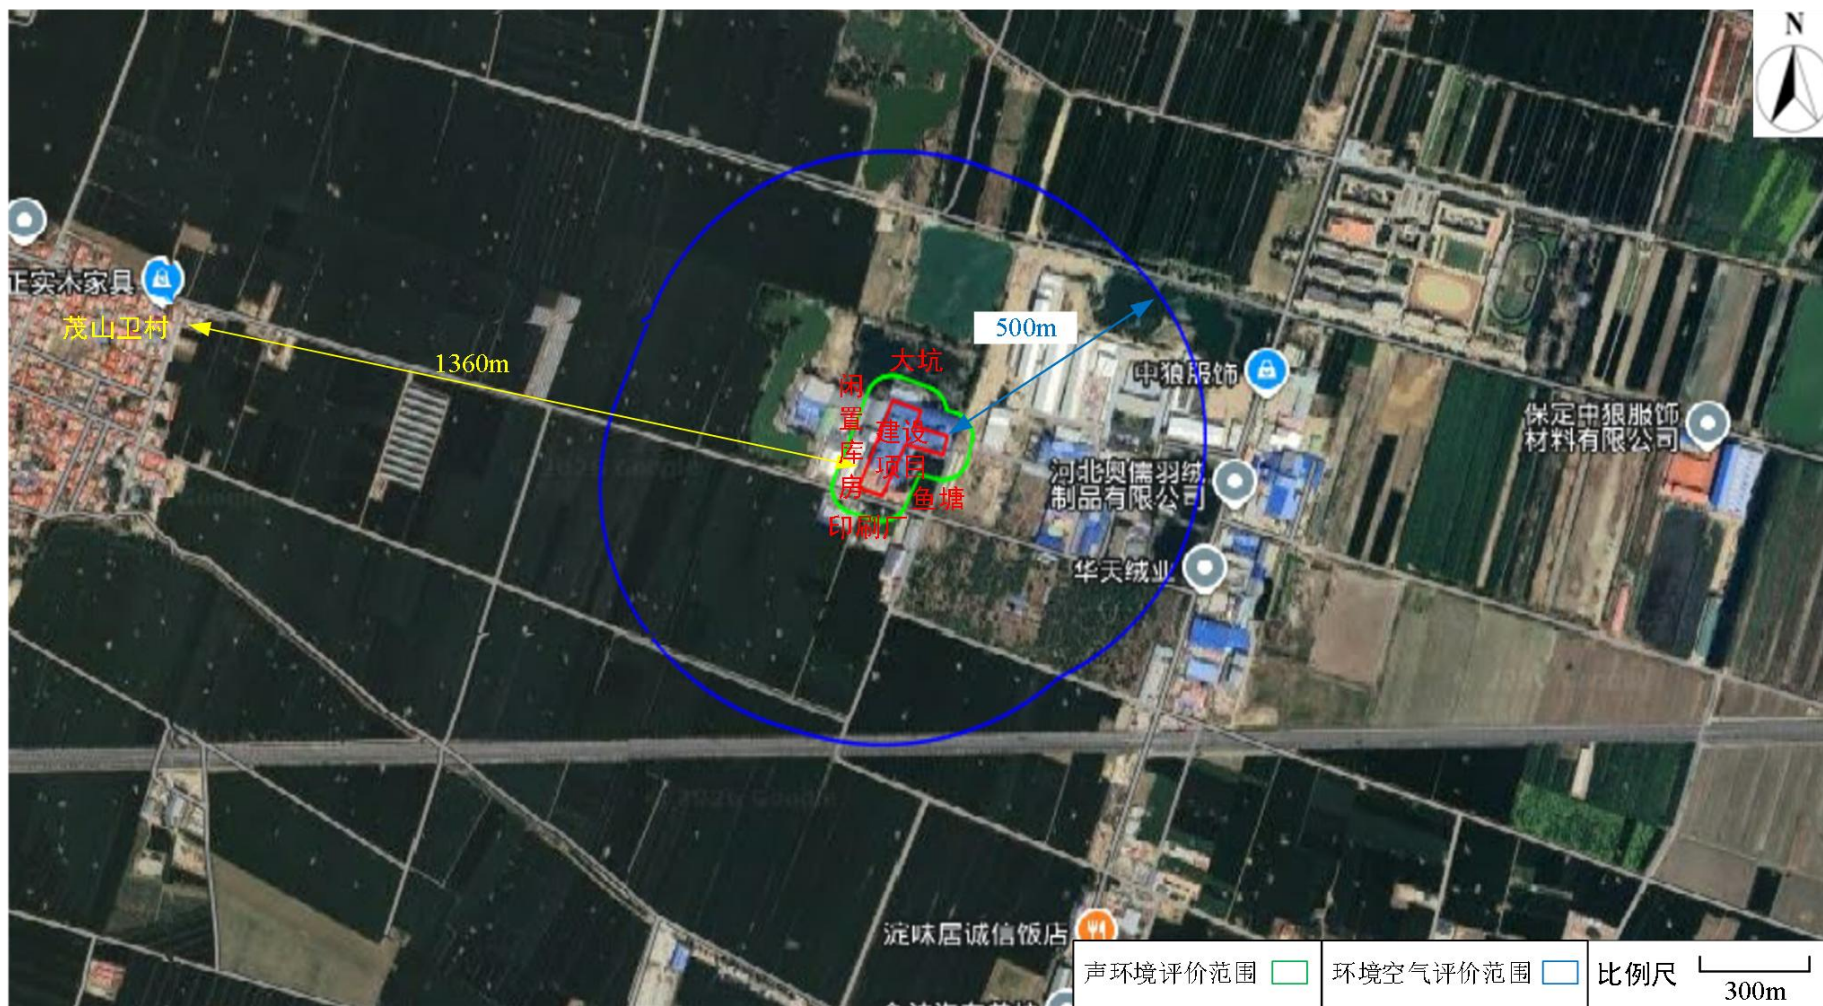 N
正实木家具
茂山卫村
1360m
500m
大坑
闲置库房
建设
项目
鱼塘
印刷厂
中狼服饰
保定中狼服饰
材料有限公司
河北奥儒羽绒
制品有限公司
华天绒业
淀味居诚信饭店
声环境评价范围
环境空气评价范围
比例尺
300m